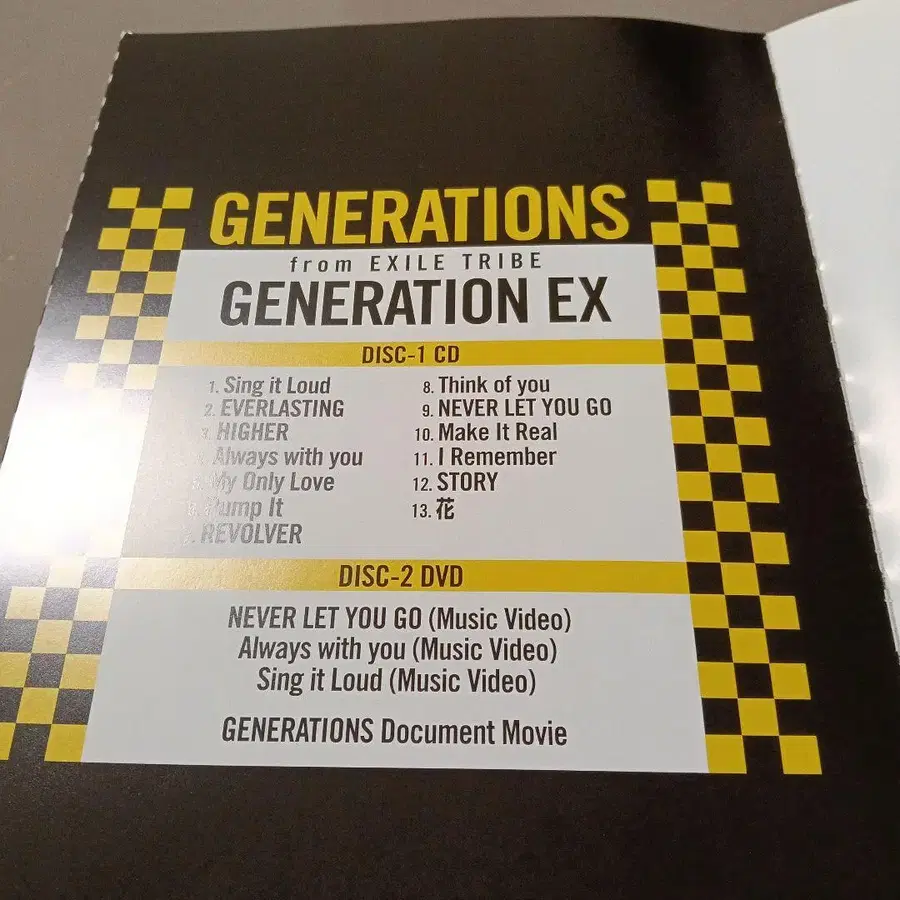 GENERATIONS
from EXILE TRIBE
GENERATION EX
DISC-1 CD
1. Sing it Loud
2. EVERLASTING
3. HIGHER
Always with you
My Only Love
Pump It
REVOLVER
8. Think of you
9. NEVER LET YOU GO
10. Make It Real
11. I Remember
12. STORY
13. 花
DISC-2 DVD
NEVER LET YOU GO (Music Video)
Always with you (Music Video)
Sing it Loud (Music Video)
GENERATIONS Document Movie